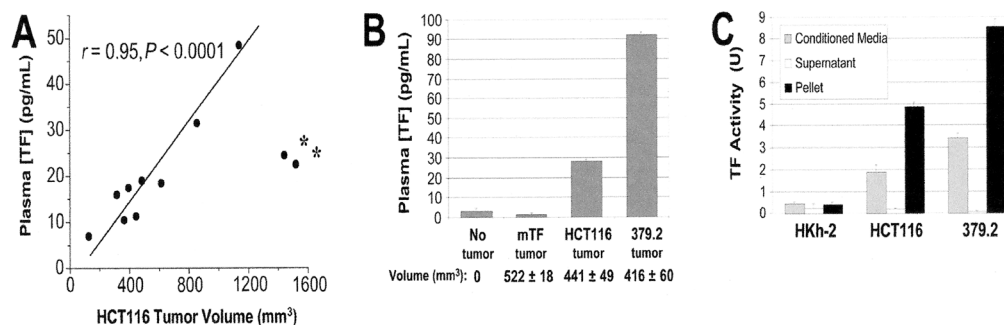 A
r = 0.95, P < 0.0001
Plasma [TF] (pg/mL)
50
40
30
20
10
0
* *
0 400 800 1200 1600
HCT116 Tumor Volume (mm³)
B
Plasma [TF] (pg/mL)
100
90
80
70
60
50
40
30
20
10
0
No tumor
mTF tumor
HCT116 tumor
379.2 tumor
Volume (mm³): 0 522 ± 18 441 ± 49 416 ± 60
C
TF Activity (U)
9
8
7
6
5
4
3
2
1
0
Conditioned Media
Supernatant
Pellet
HKh-2 HCT116 379.2